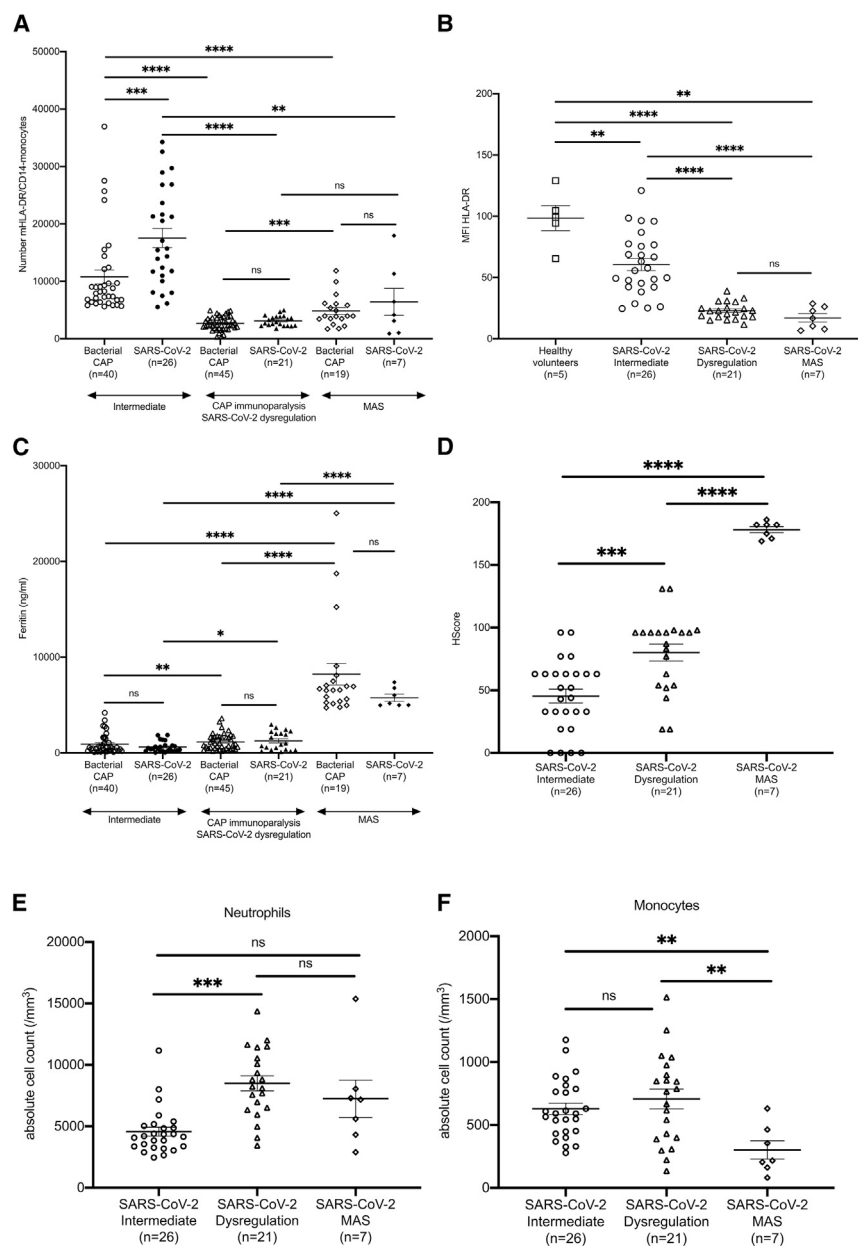 A
50000
40000
30000
20000
10000
0
Number mHLA-DR/CD14-monocytes
****
****
***
**
****
ns
***
ns
ns
Bacterial CAP (n=40)
SARS-CoV-2 (n=26)
Bacterial CAP (n=45)
SARS-CoV-2 (n=21)
Bacterial CAP (n=19)
SARS-CoV-2 (n=7)
Intermediate
CAP immunoparalysis
SARS-CoV-2 dysregulation
MAS
B
200
150
100
50
0
MFI HLA-DR
**
****
**
****
****
ns
Healthy volunteers (n=5)
SARS-CoV-2 Intermediate (n=26)
SARS-CoV-2 Dysregulation (n=21)
SARS-CoV-2 MAS (n=7)
C
30000
20000
10000
0
Ferritin (ng/ml)
****
****
****
ns
****
*
**
ns
ns
Bacterial CAP (n=40)
SARS-CoV-2 (n=26)
Bacterial CAP (n=45)
SARS-CoV-2 (n=21)
Bacterial CAP (n=19)
SARS-CoV-2 (n=7)
Intermediate
CAP immunoparalysis
SARS-CoV-2 dysregulation
MAS
D
200
150
100
50
0
HScore
****
****
***
SARS-CoV-2 Intermediate (n=26)
SARS-CoV-2 Dysregulation (n=21)
SARS-CoV-2 MAS (n=7)
E
Neutrophils
20000
15000
10000
5000
0
absolute cell count (/mm³)
ns
ns
***
SARS-CoV-2 Intermediate (n=26)
SARS-CoV-2 Dysregulation (n=21)
SARS-CoV-2 MAS (n=7)
F
Monocytes
2000
1500
1000
500
0
absolute cell count (/mm³)
**
**
ns
SARS-CoV-2 Intermediate (n=26)
SARS-CoV-2 Dysregulation (n=21)
SARS-CoV-2 MAS (n=7)